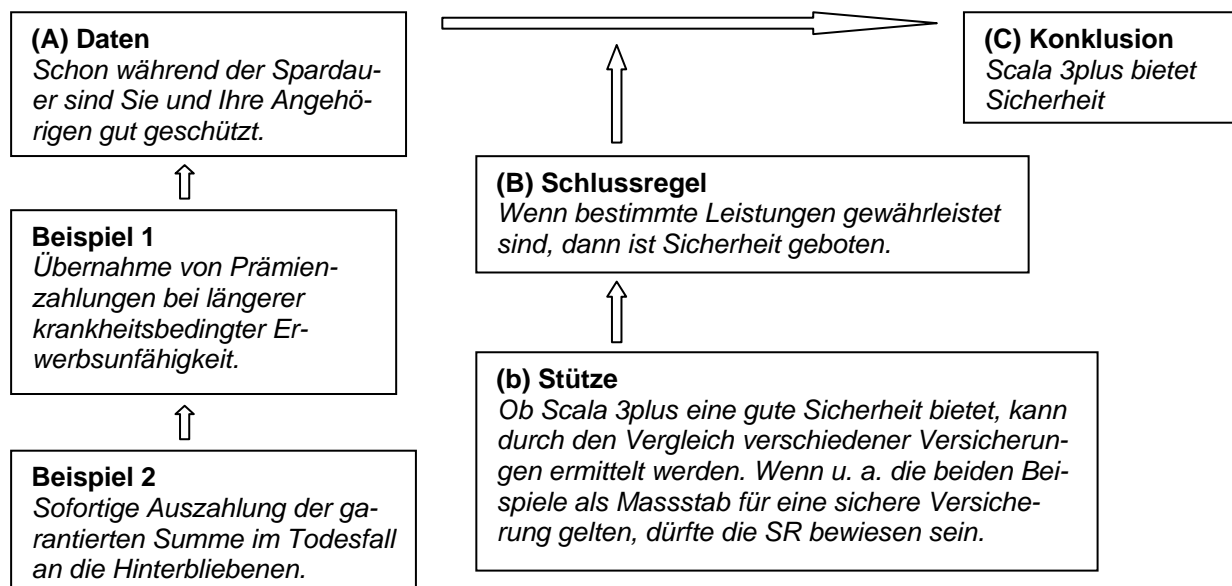 (A) Daten
Schon während der Spardau-
er sind Sie und Ihre Angehö-
rigen gut geschützt.
(C) Konklusion
Scala 3plus bietet
Sicherheit
(B) Schlussregel
Wenn bestimmte Leistungen gewährleistet
sind, dann ist Sicherheit geboten.
Beispiel 1
Übernahme von Prämien-
zahlungen bei längerer
krankheitsbedingter Er-
werbsunfähigkeit.
(b) Stütze
Ob Scala 3plus eine gute Sicherheit bietet, kann
durch den Vergleich verschiedener Versicherun-
gen ermittelt werden. Wenn u. a. die beiden Bei-
spiele als Massstab für eine sichere Versiche-
rung gelten, dürfte die SR bewiesen sein.
Beispiel 2
Sofortige Auszahlung der ga-
rantierten Summe im Todesfall
an die Hinterbliebenen.